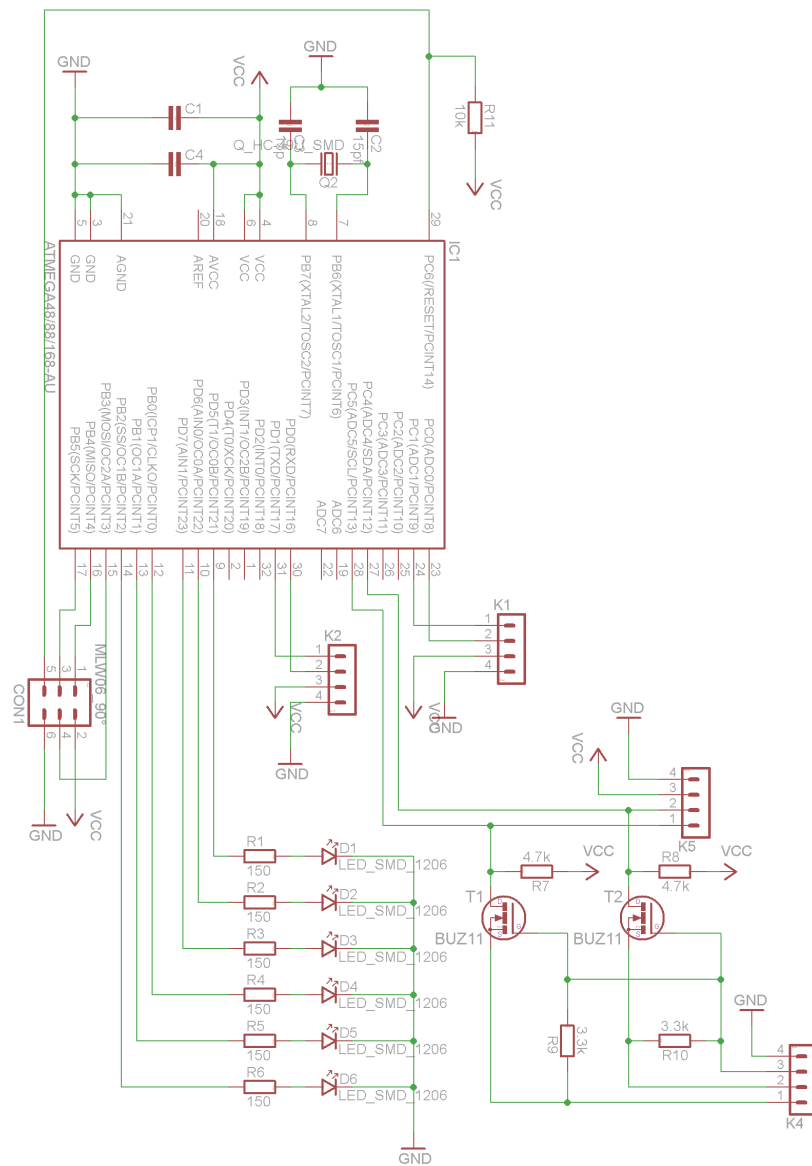 GND
GND
VCC
C1
C4
C3
C2
15pf
Q_HC-49U_SMD
Q2
R11
10k
VCC
5
3
21
20
18
6
4
8
7
29
IC1
ATMEGA48/88/168-AU
GND
GND
AGND
AREF
AVCC
VCC
VCC
PB7(XTAL2/TOSC2/PCINT7)
PB6(XTAL1/TOSC1/PCINT6)
PC6(/RESET/PCINT14)
PB5(SCK/PCINT5)
PB4(MISO/PCINT4)
PB3(MOSI/OC2A/PCINT3)
PB2(SS/OC1B/PCINT2)
PB1(OC1A/PCINT1)
PB0(ICP1/CLKO/PCINT0)
PD7(AIN1/PCINT23)
PD6(AIN0/OC0A/PCINT22)
PD5(T1/OC0B/PCINT21)
PD4(T0/XCK/PCINT20)
PD3(INT1/OC2B/PCINT19)
PD2(INT0/PCINT18)
PD1(TXD/PCINT17)
PD0(RXD/PCINT16)
ADC7
ADC6
PC5(ADC5/SCL/PCINT13)
PC4(ADC4/SDA/PCINT12)
PC3(ADC3/PCINT11)
PC2(ADC2/PCINT10)
PC1(ADC1/PCINT9)
PC0(ADC0/PCINT8)
17
16
15
14
13
12
11
10
9
2
1
32
31
30
22
19
28
27
26
25
24
23
K1
1
2
3
4
VCC
GND
K2
1
2
3
4
VCC
GND
MLW06_90°
CON1
5
3
1
6
4
2
GND
VCC
GND
VCC
4
3
2
1
K5
R1
150
D1
LED_SMD_1206
R2
150
D2
LED_SMD_1206
R3
150
D3
LED_SMD_1206
R4
150
D4
LED_SMD_1206
R5
150
D5
LED_SMD_1206
R6
150
D6
LED_SMD_1206
GND
4.7k
R7
VCC
R8
4.7k
VCC
T1
BUZ11
T2
BUZ11
R9
3.3k
3.3k
R10
GND
4
3
2
1
K4